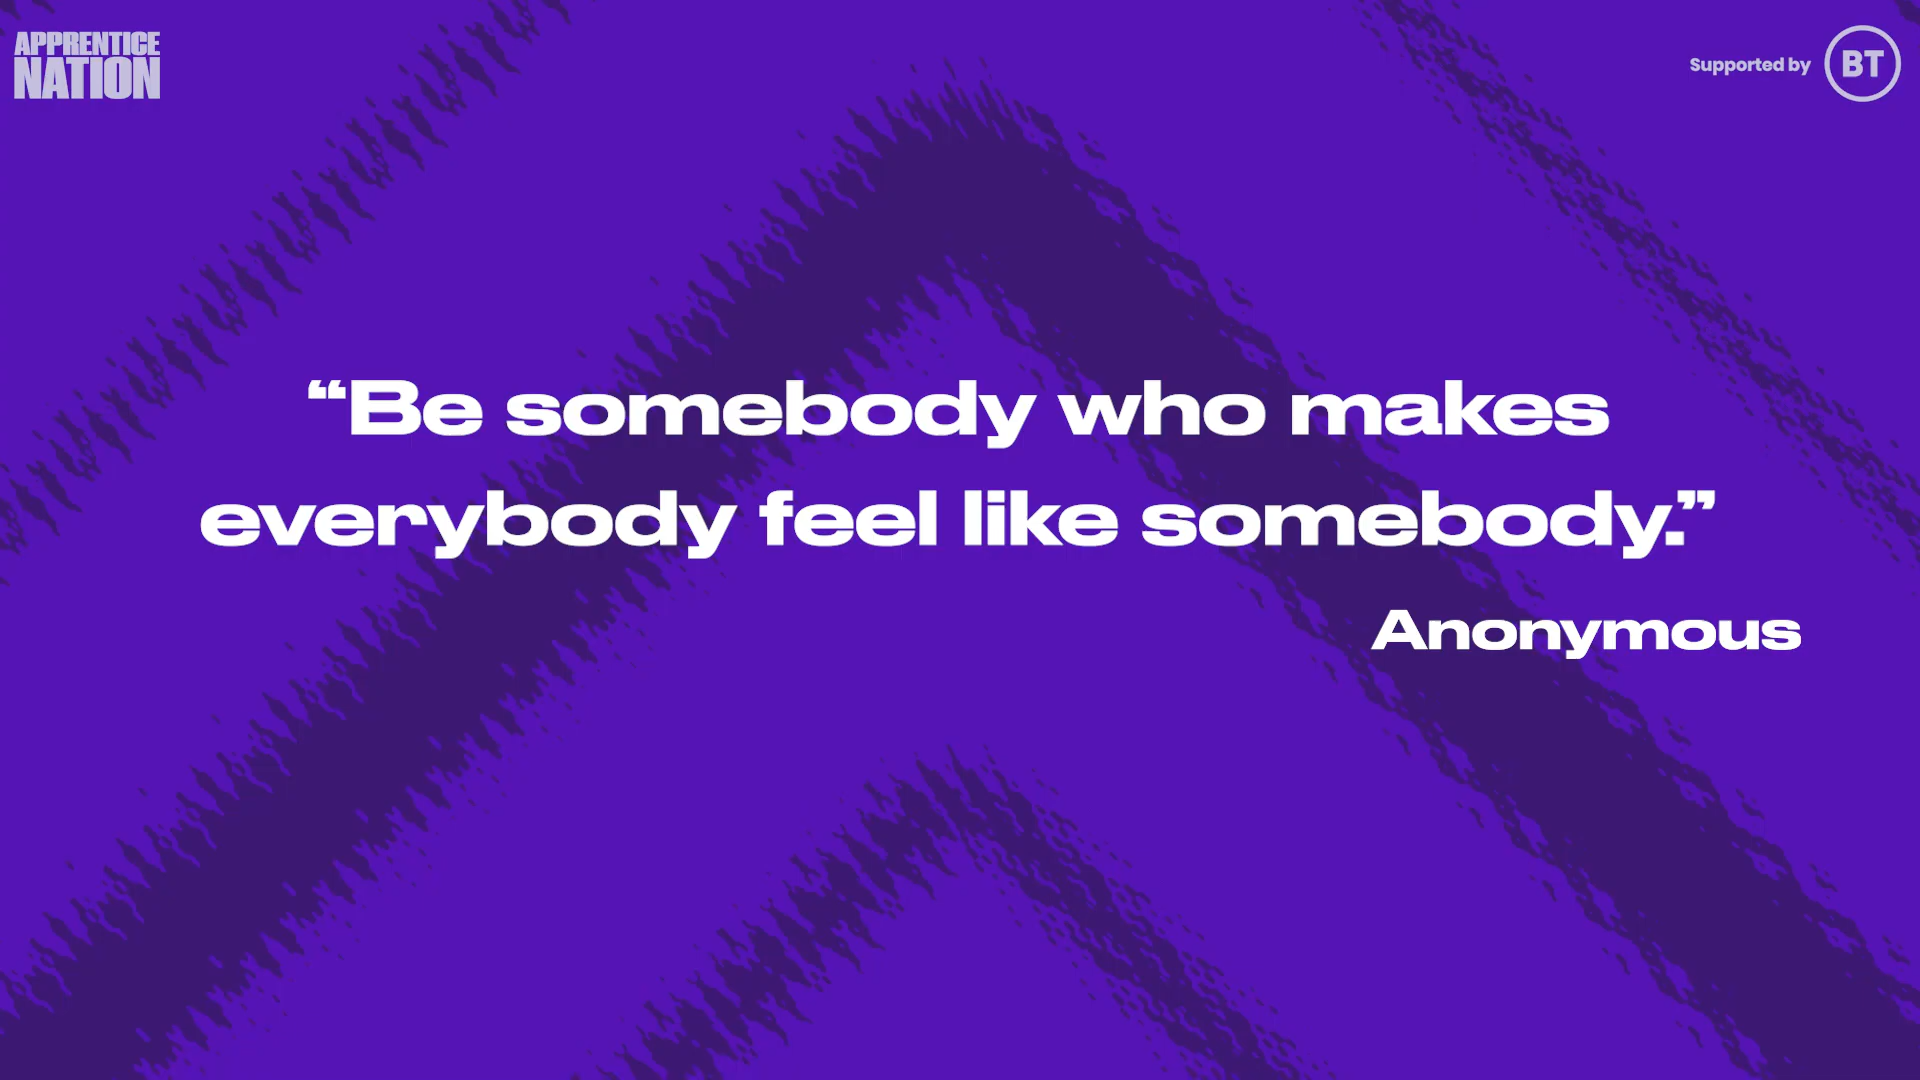 APPRENTICE
NATION
Supported by BT
“Be somebody who makes
everybody feel like somebody.”
Anonymous